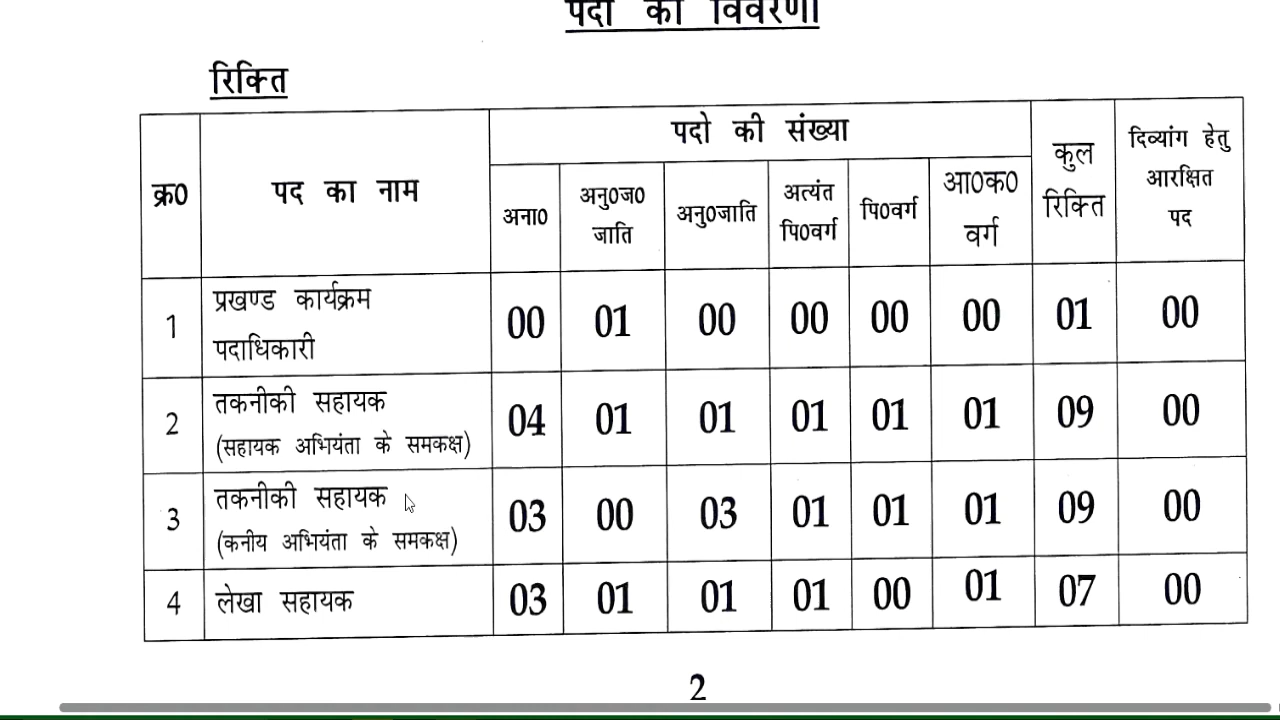 पदों की विवरणी
रिक्ति
क्र0 पद का नाम पदो की संख्या कुल रिक्ति दिव्यांग हेतु आरक्षित पद
अना0 अनु0ज0 जाति अनु0जाति अत्यंत पि0वर्ग पि0वर्ग आ0क0 वर्ग
1 प्रखण्ड कार्यक्रम पदाधिकारी 00 01 00 00 00 00 01 00
2 तकनीकी सहायक (सहायक अभियंता के समकक्ष) 04 01 01 01 01 01 09 00
3 तकनीकी सहायक (कनीय अभियंता के समकक्ष) 03 00 03 01 01 01 09 00
4 लेखा सहायक 03 01 01 01 00 01 07 00
2